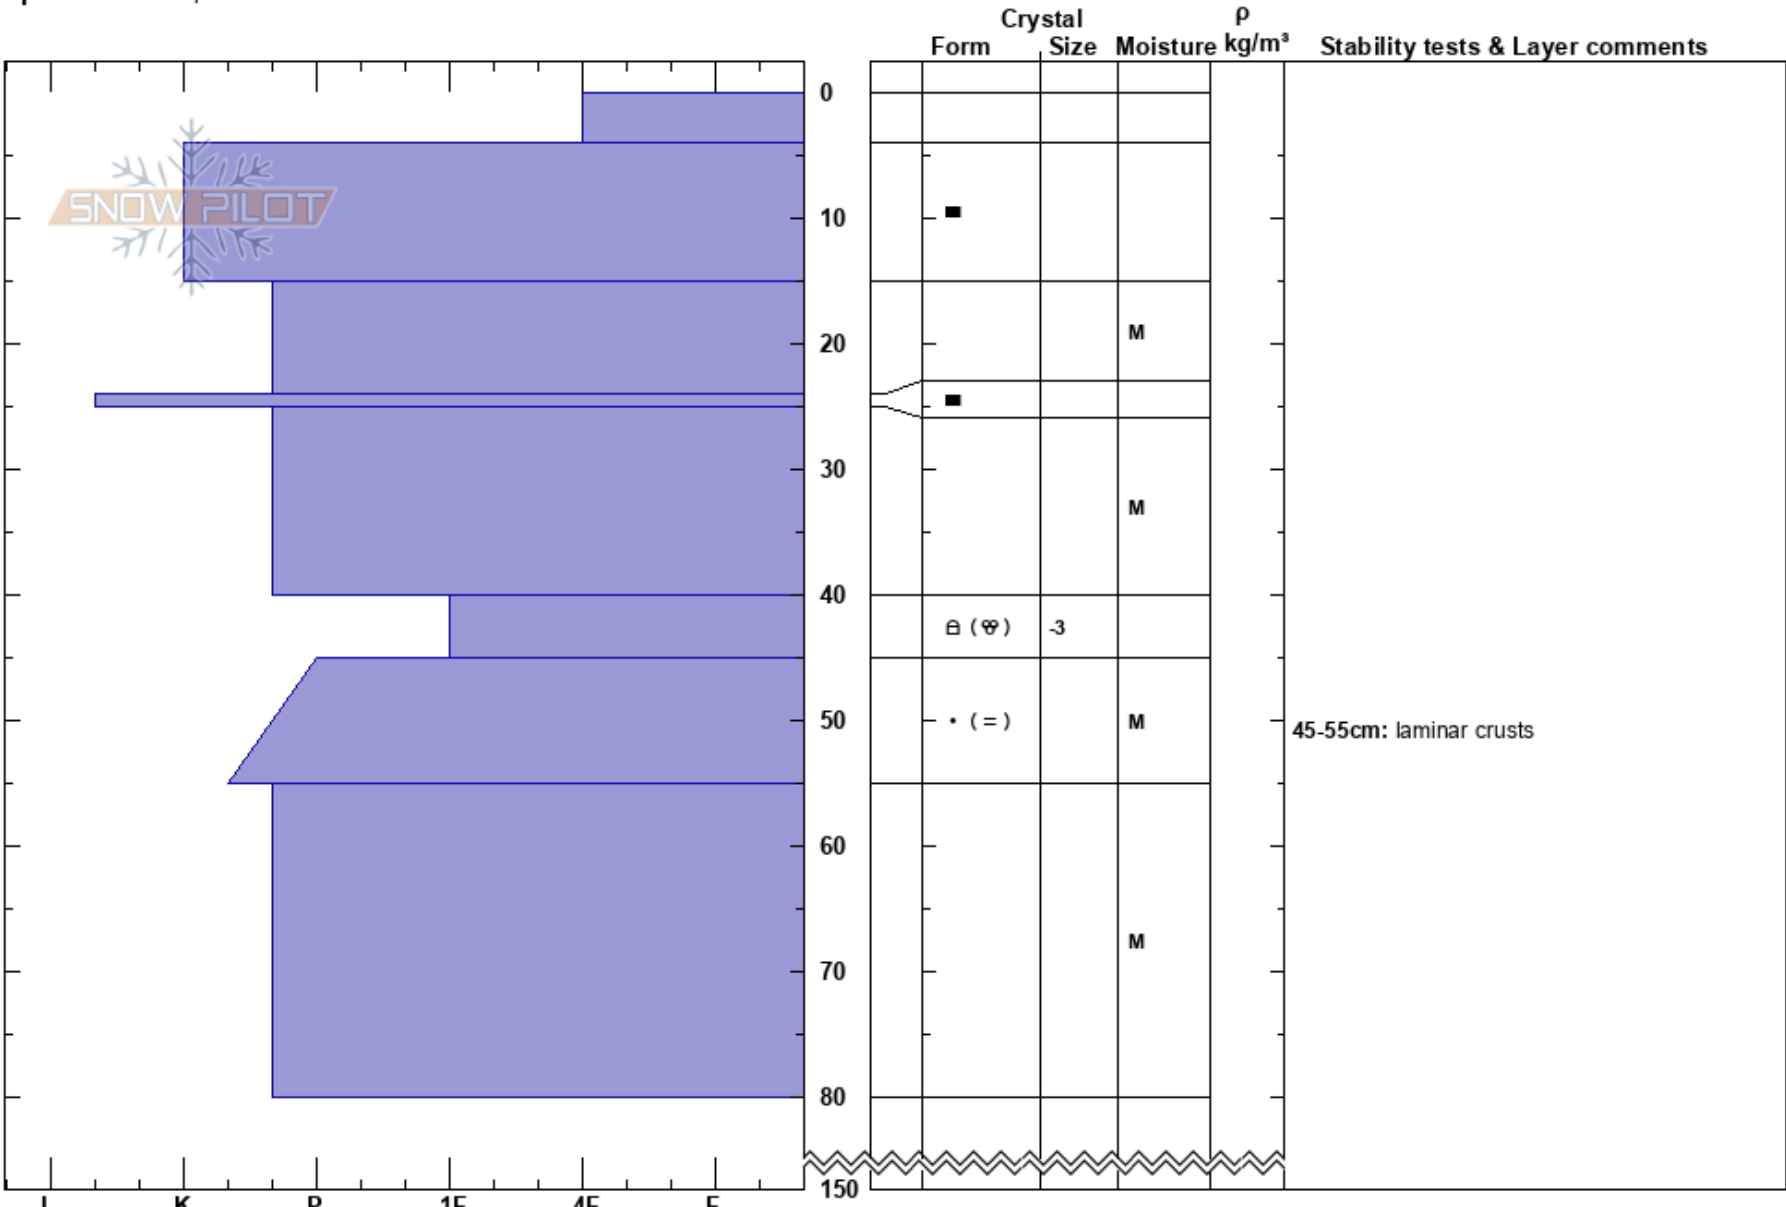 Crystal ρ
Form Size Moisture kg/m³ Stability tests & Layer comments
0
SNOW PILOT
10
M
20
30
M
40
(
)
-3
• (=) M
50
45-55cm: laminar crusts
60
M
70
80
150
I K P 1F 4F F